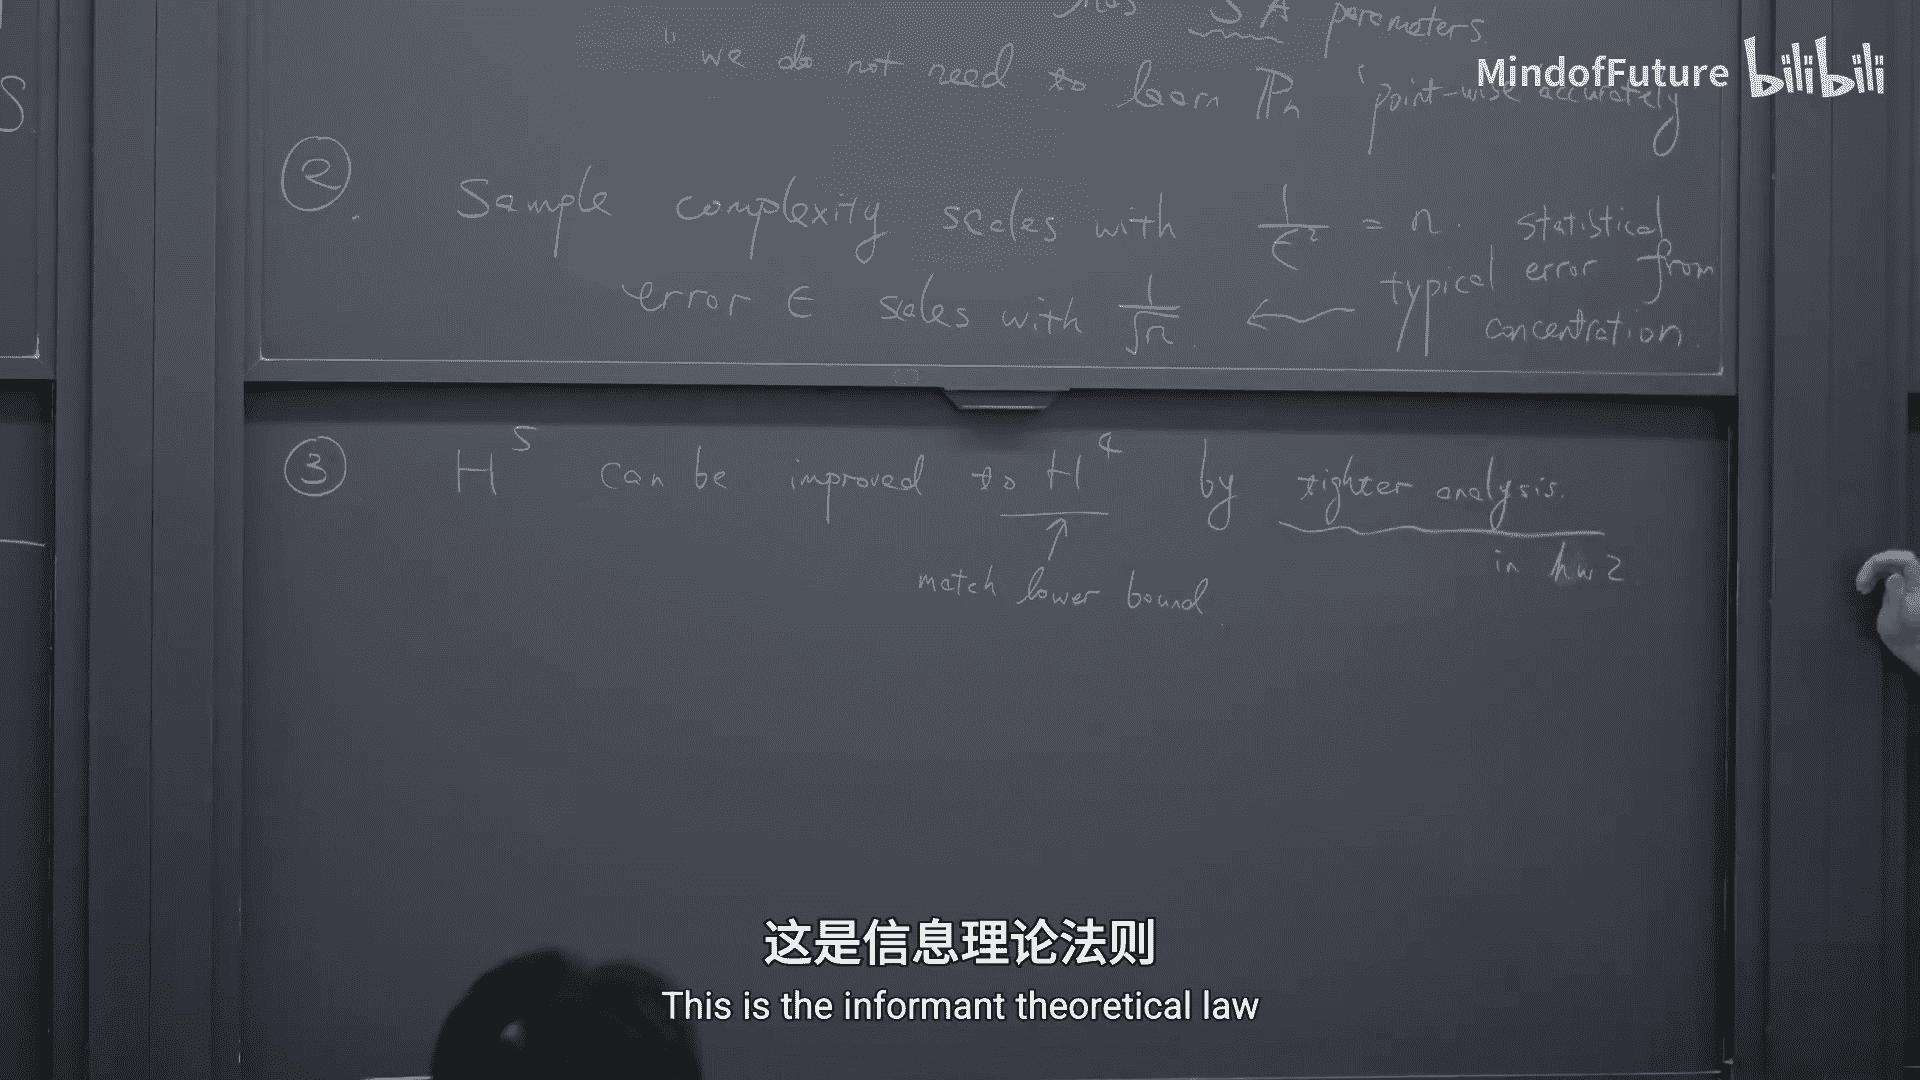 has SA parameters
"we do not need to learn ℙₕ 'point-wise accurately
MindofFuture bilibili
S
② . Sample complexity scales with 1/ϵ² = n . statistical
error ϵ scales with 1/√n . ← typical error from
concentration.
③ H⁵ can be improved to H⁴ by tighter analysis.
in hw2
match lower bound
这是信息理论法则
This is the informant theoretical law